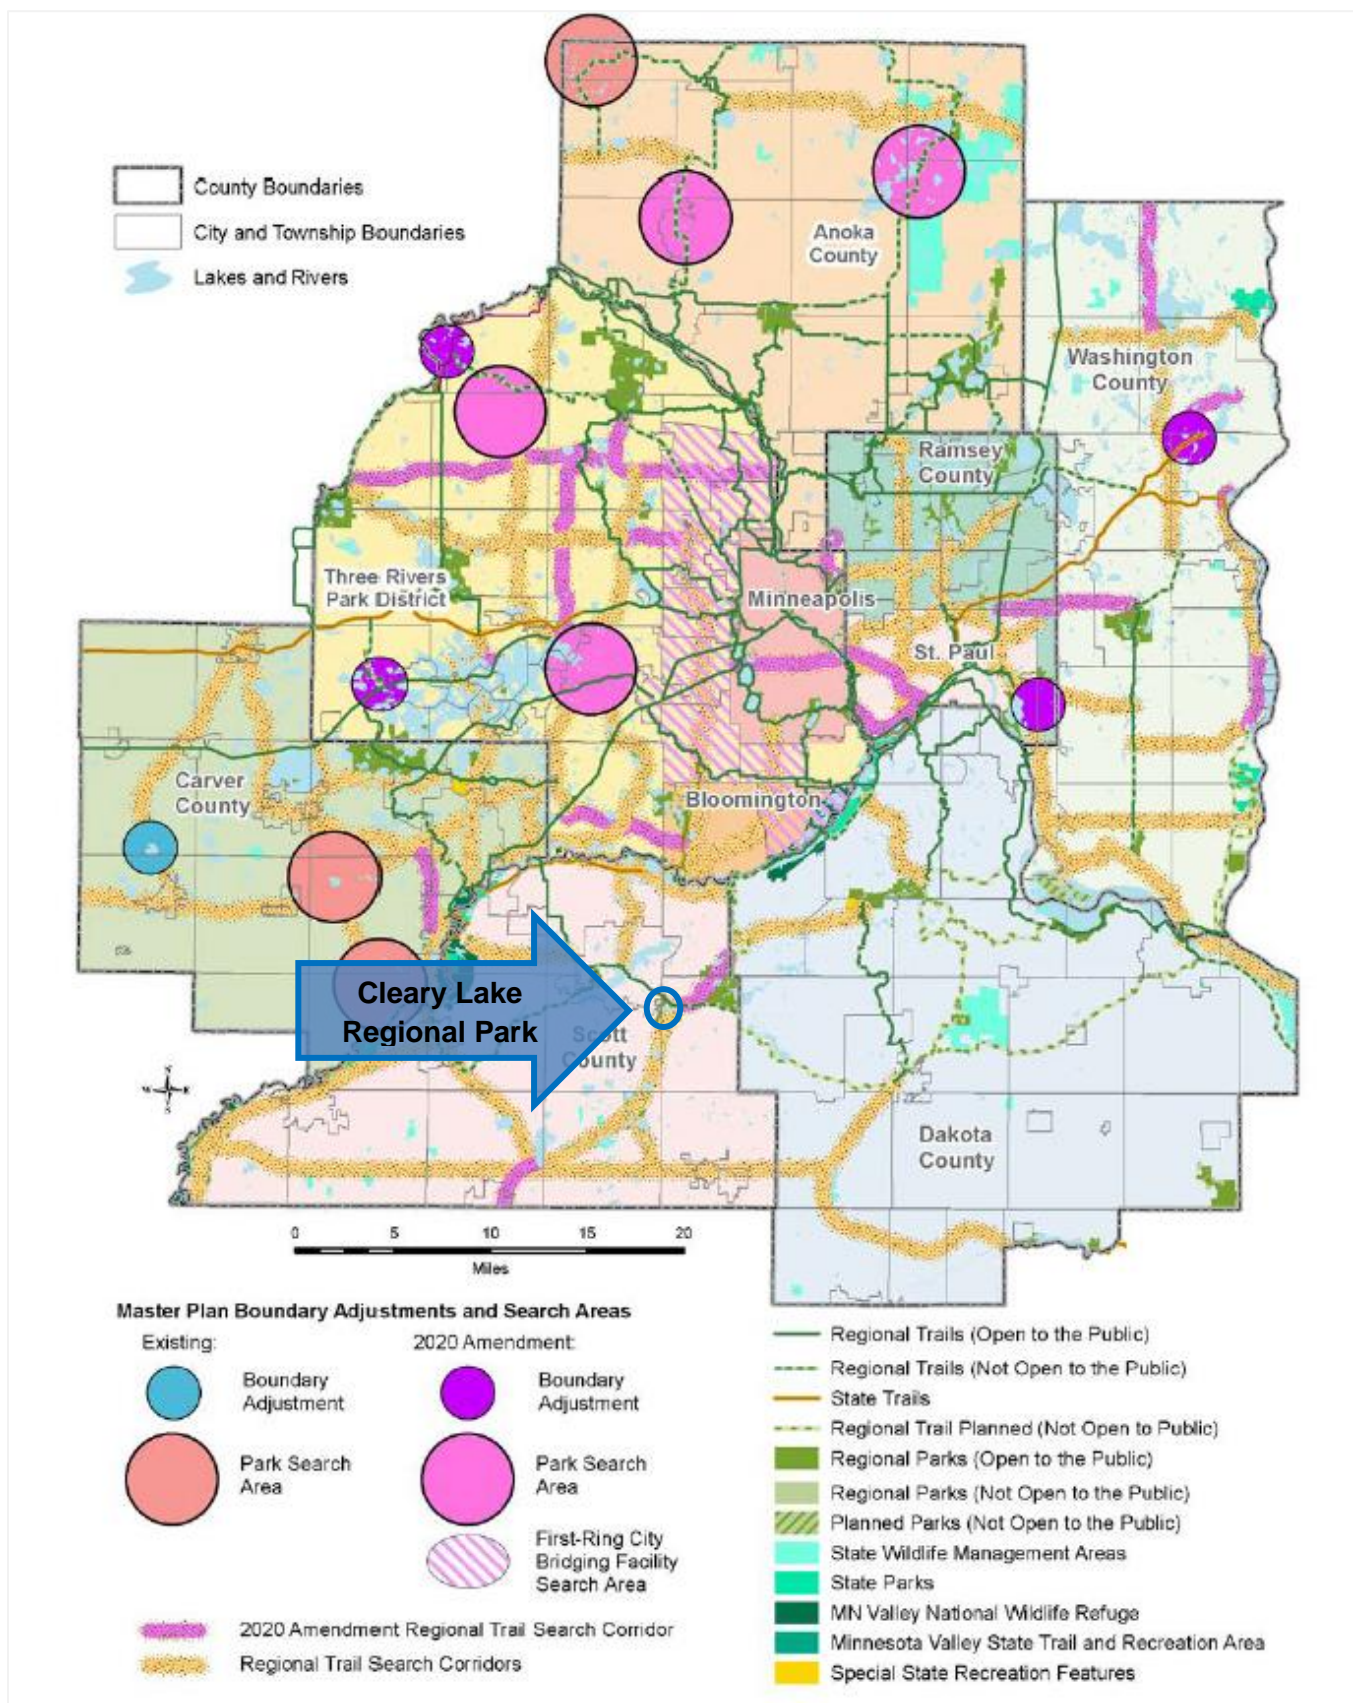 County Boundaries
City and Township Boundaries
Lakes and Rivers
Anoka
County
Washington
County
Ramsey
County
Three Rivers
Park District
Minneapolis
St. Paul
Carver
County
Bloomington
Cleary Lake
Regional Park
Scott
County
Dakota
County
0 5 10 15 20
Miles
Master Plan Boundary Adjustments and Search Areas
Existing:
Boundary
Adjustment
Park Search
Area
2020 Amendment:
Boundary
Adjustment
Park Search
Area
First-Ring City
Bridging Facility
Search Area
2020 Amendment Regional Trail Search Corridor
Regional Trail Search Corridors
Regional Trails (Open to the Public)
Regional Trails (Not Open to the Public)
State Trails
Regional Trail Planned (Not Open to Public)
Regional Parks (Open to the Public)
Regional Parks (Not Open to the Public)
Planned Parks (Not Open to the Public)
State Wildlife Management Areas
State Parks
MN Valley National Wildlife Refuge
Minnesota Valley State Trail and Recreation Area
Special State Recreation Features